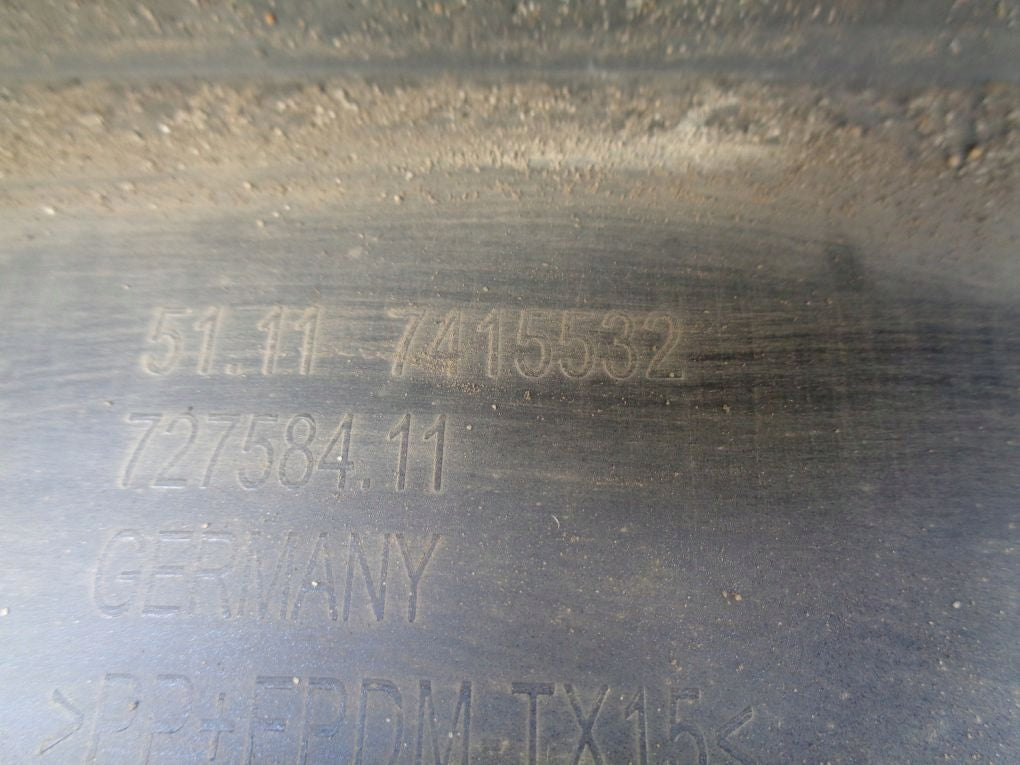 51.11 7415532
727584.11
GERMANY
>PP+EPDM-TX15<